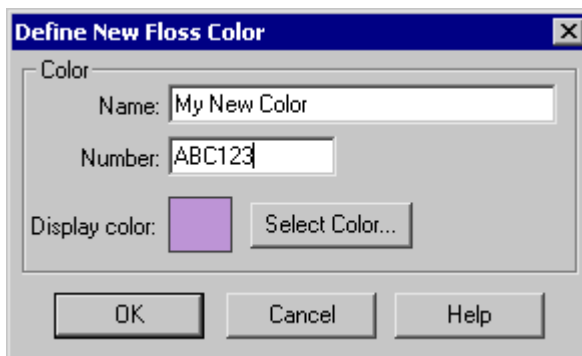 Define New Floss Color
Color
Name: My New Color
Number: ABC123
Display color: Select Color...
OK Cancel Help